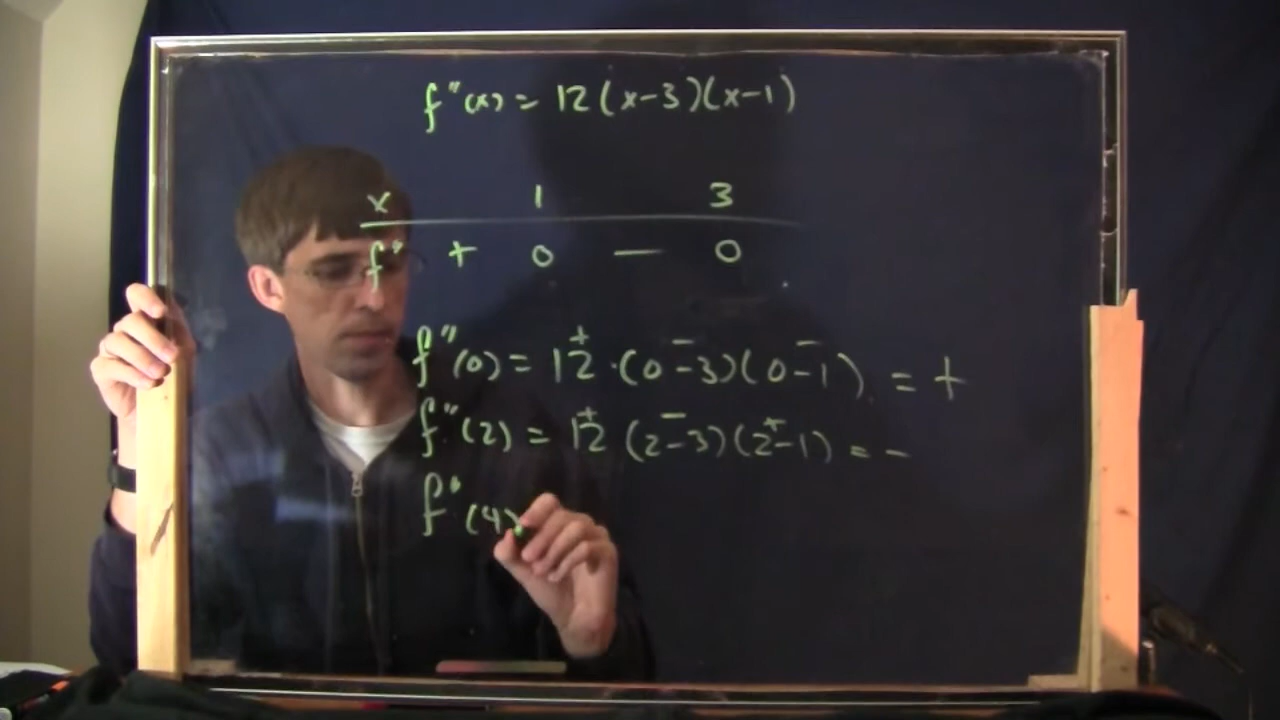 f"(x) = 12(x-3)(x-1)
x 1 3
f" + 0 — 0
f"(0) = 12⁺·(0-3)⁻(0-1)⁻ = +
f"(2) = 12⁺(2-3)⁻(2-1)⁺ = -
f"(4)